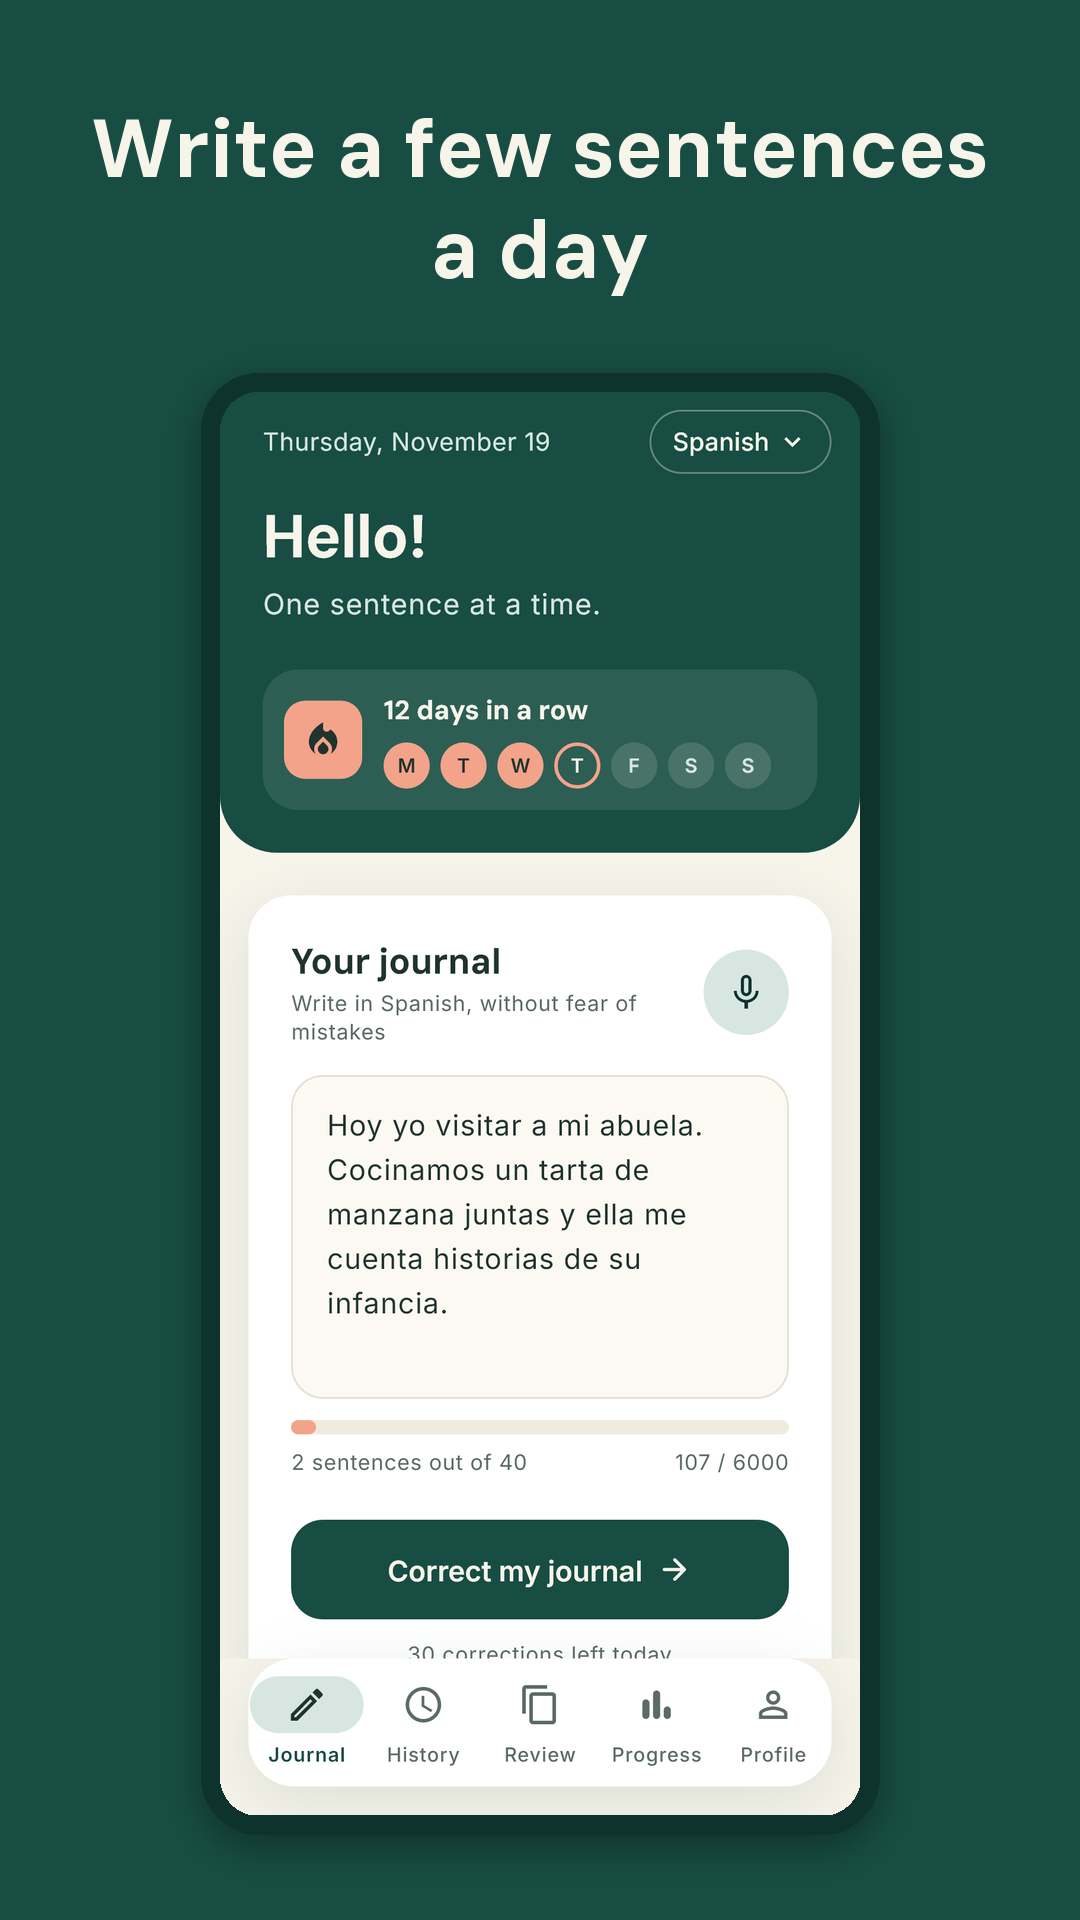 Write a few sentences
a day
Thursday, November 19
Spanish
Hello!
One sentence at a time.
12 days in a row
M T W T F S S
Your journal
Write in Spanish, without fear of
mistakes
Hoy yo visitar a mi abuela.
Cocinamos un tarta de
manzana juntas y ella me
cuenta historias de su
infancia.
2 sentences out of 40
107 / 6000
Correct my journal
30 corrections left today
Journal
History
Review
Progress
Profile